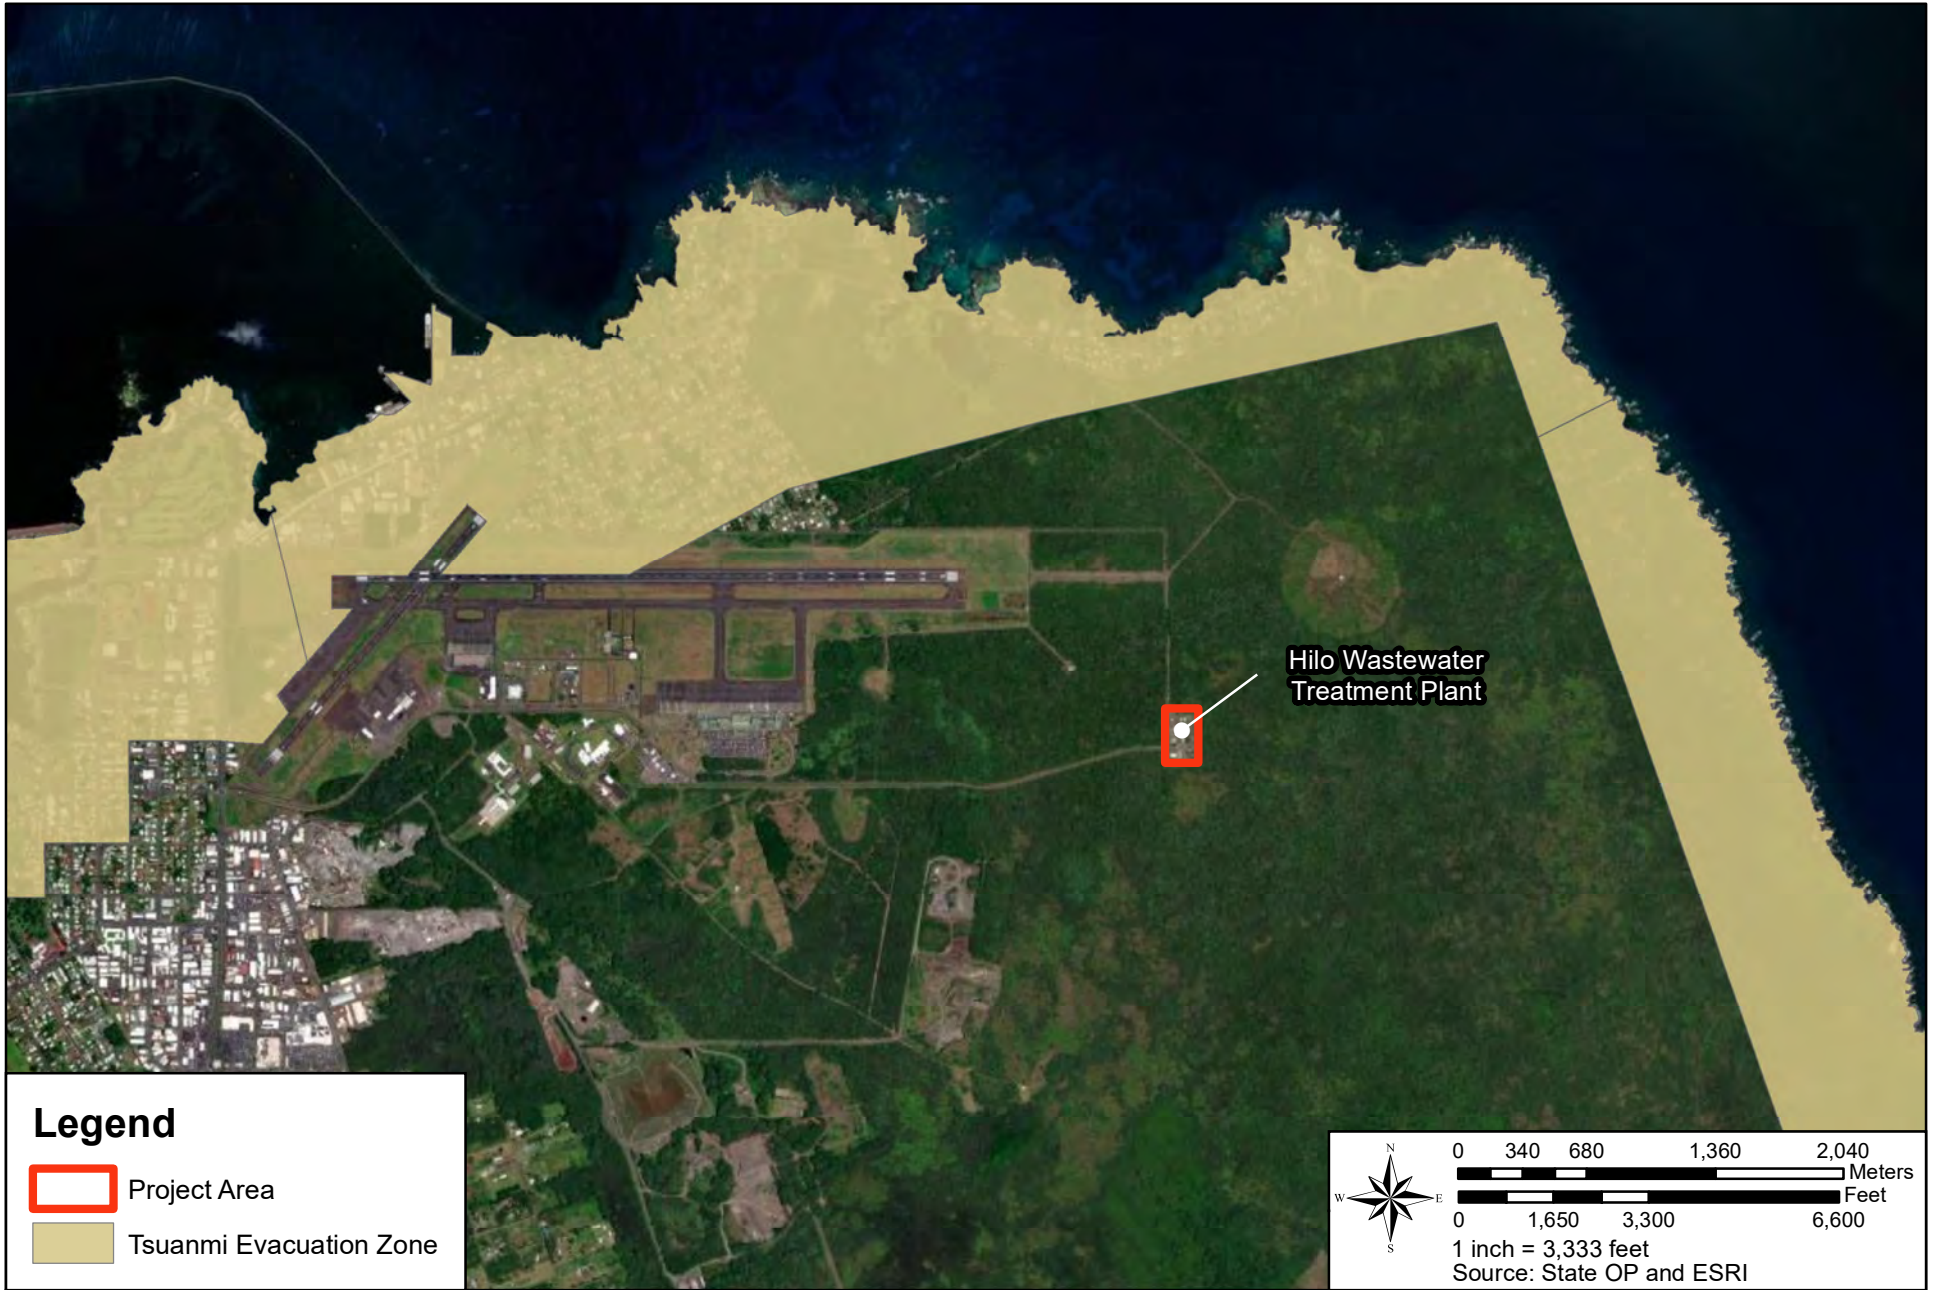 Hilo Wastewater
Treatment Plant
Legend
Project Area
Tsuanmi Evacuation Zone
N
W
E
S
0 340 680 1,360 2,040
Meters
Feet
0 1,650 3,300 6,600
1 inch = 3,333 feet
Source: State OP and ESRI